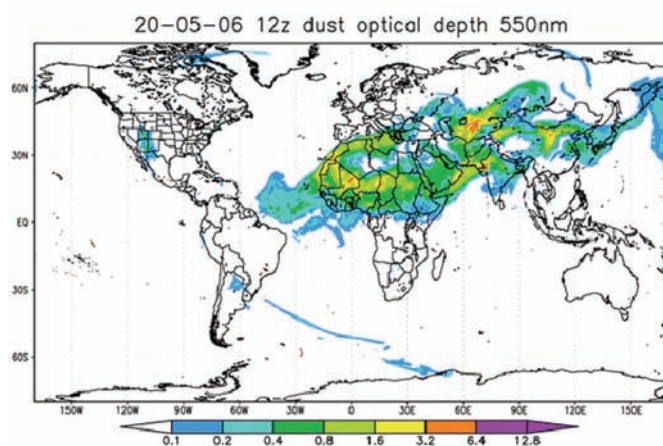 20-05-06 12z dust optical depth 550nm
60N
30N
EQ
30S
60S
150W 120W 90W 60W 30W 0 30E 60E 90E 120E 150E
0.1 0.2 0.4 0.8 1.6 3.2 6.4 12.8